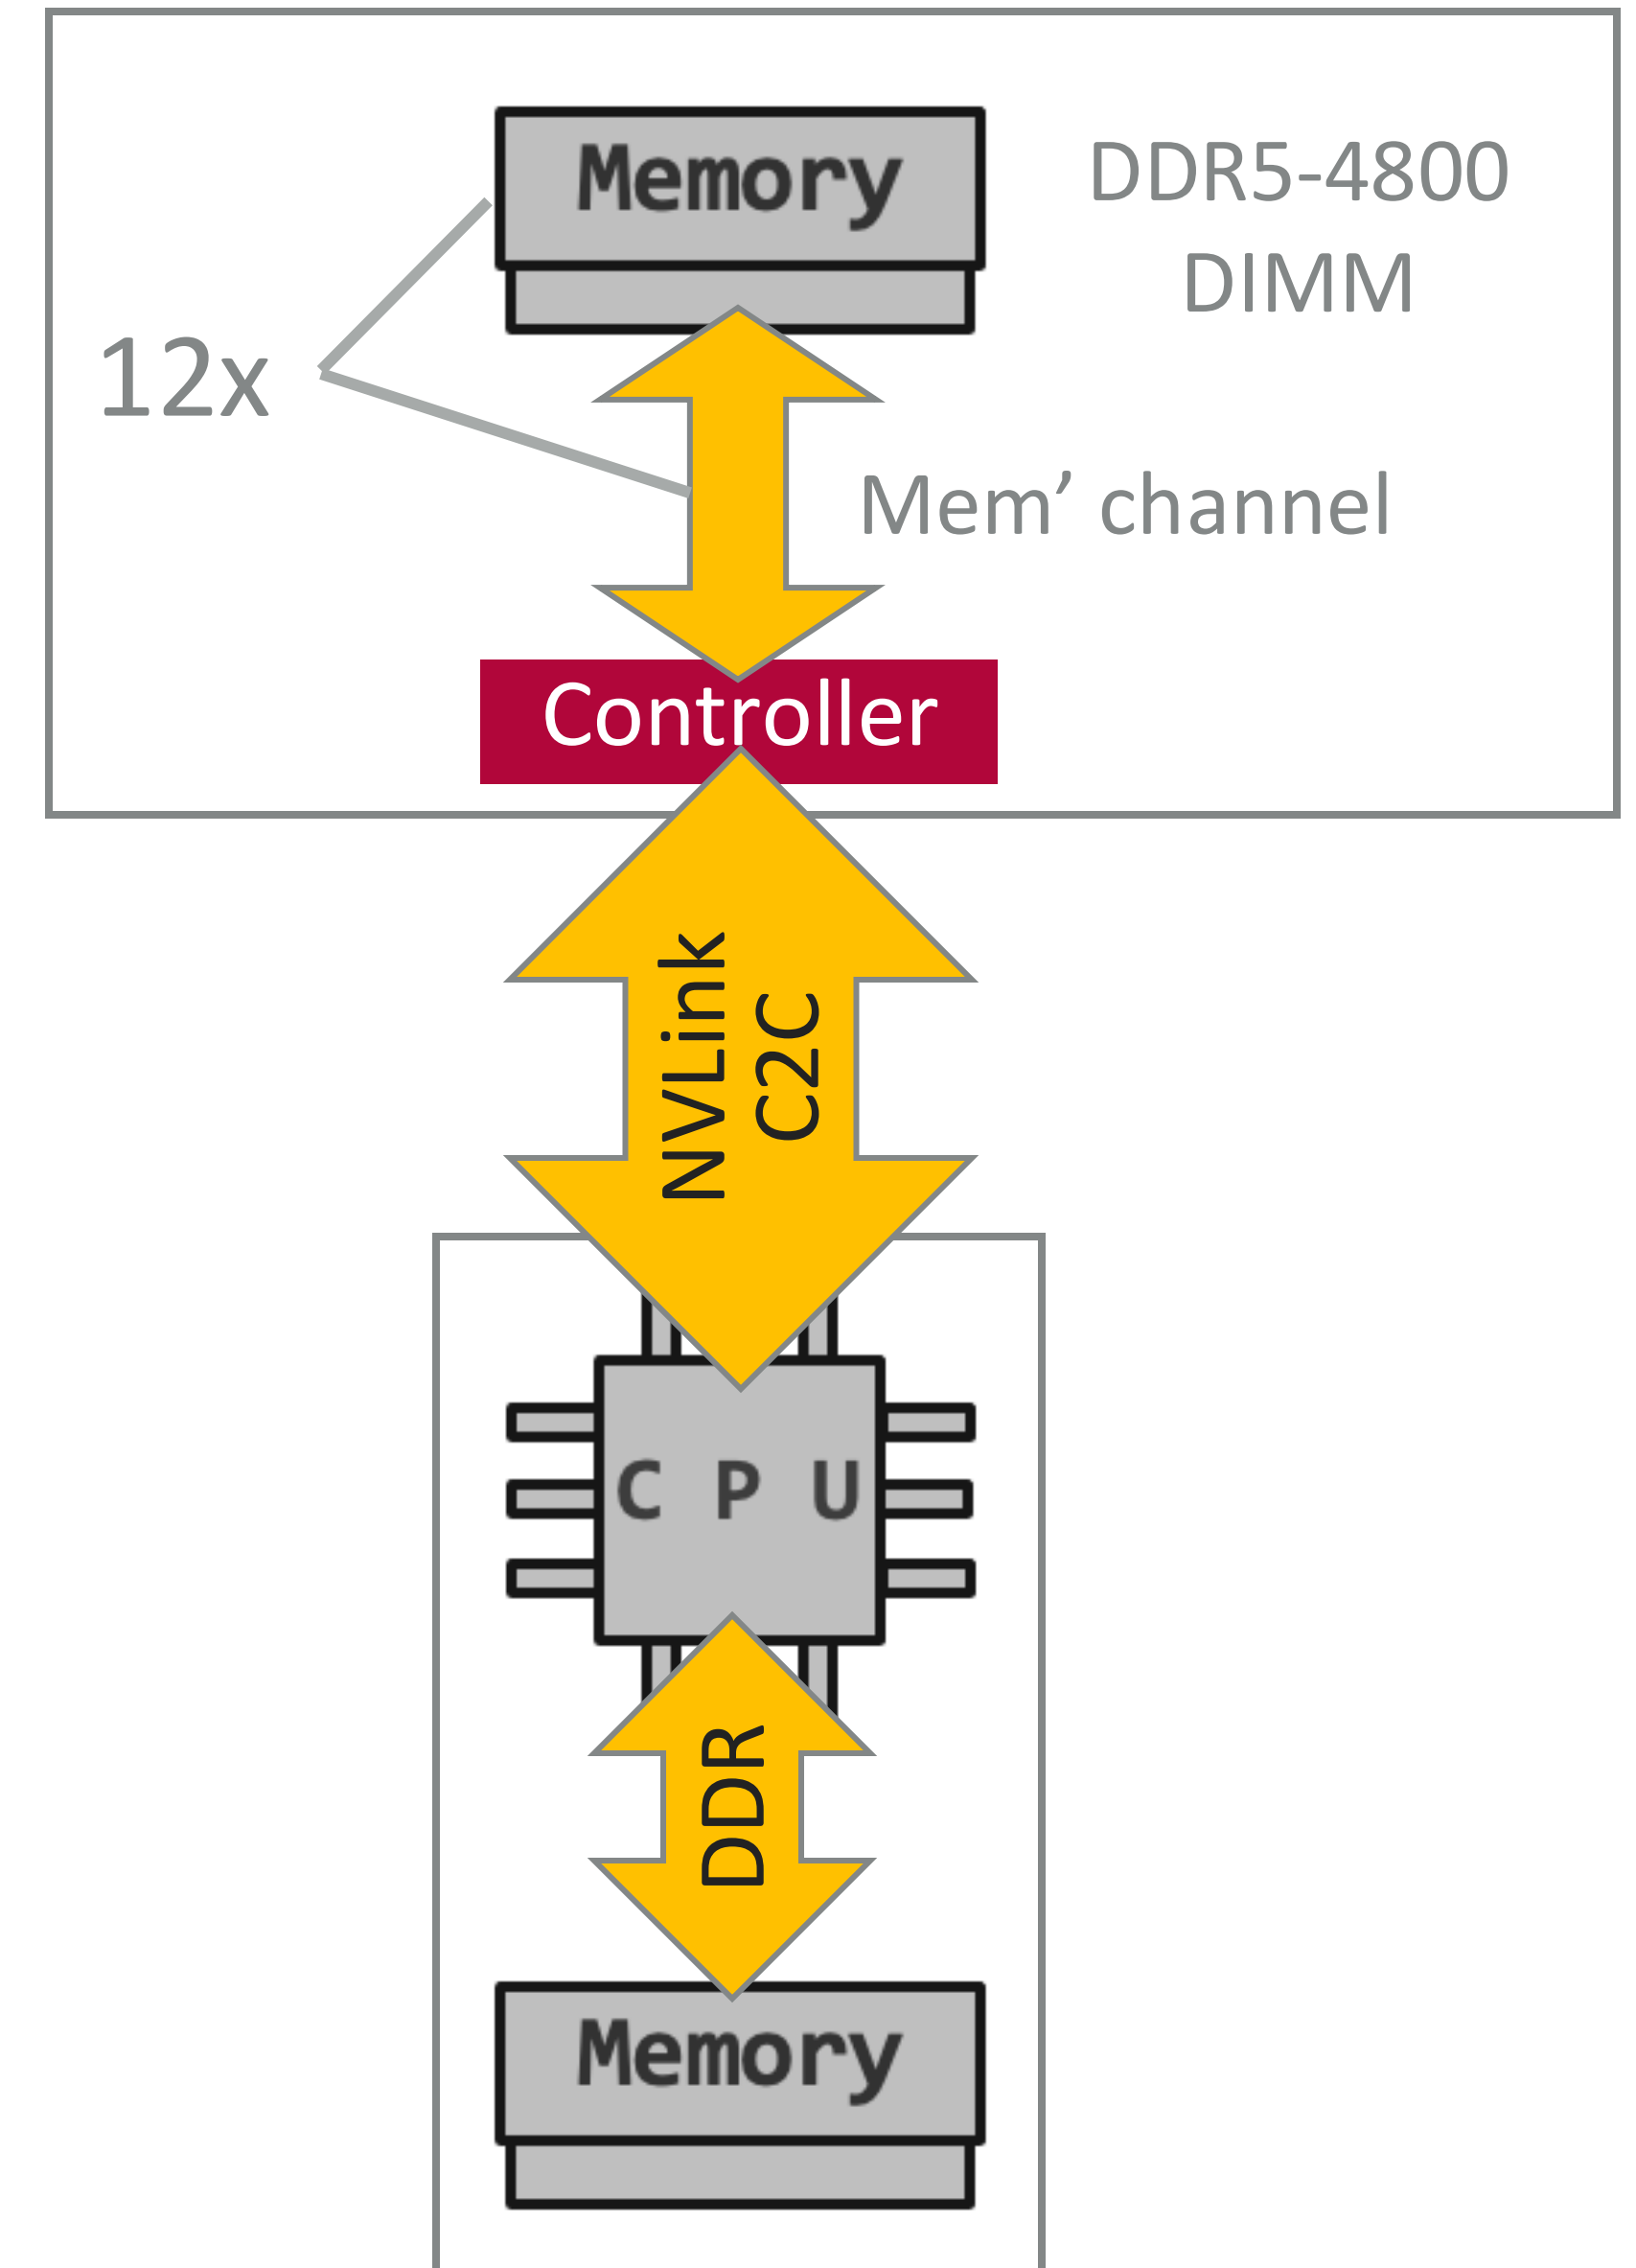 Memory
DDR5-4800
DIMM
12x
Mem’ channel
Controller
NVLink
C2C
C P U
DDR
Memory